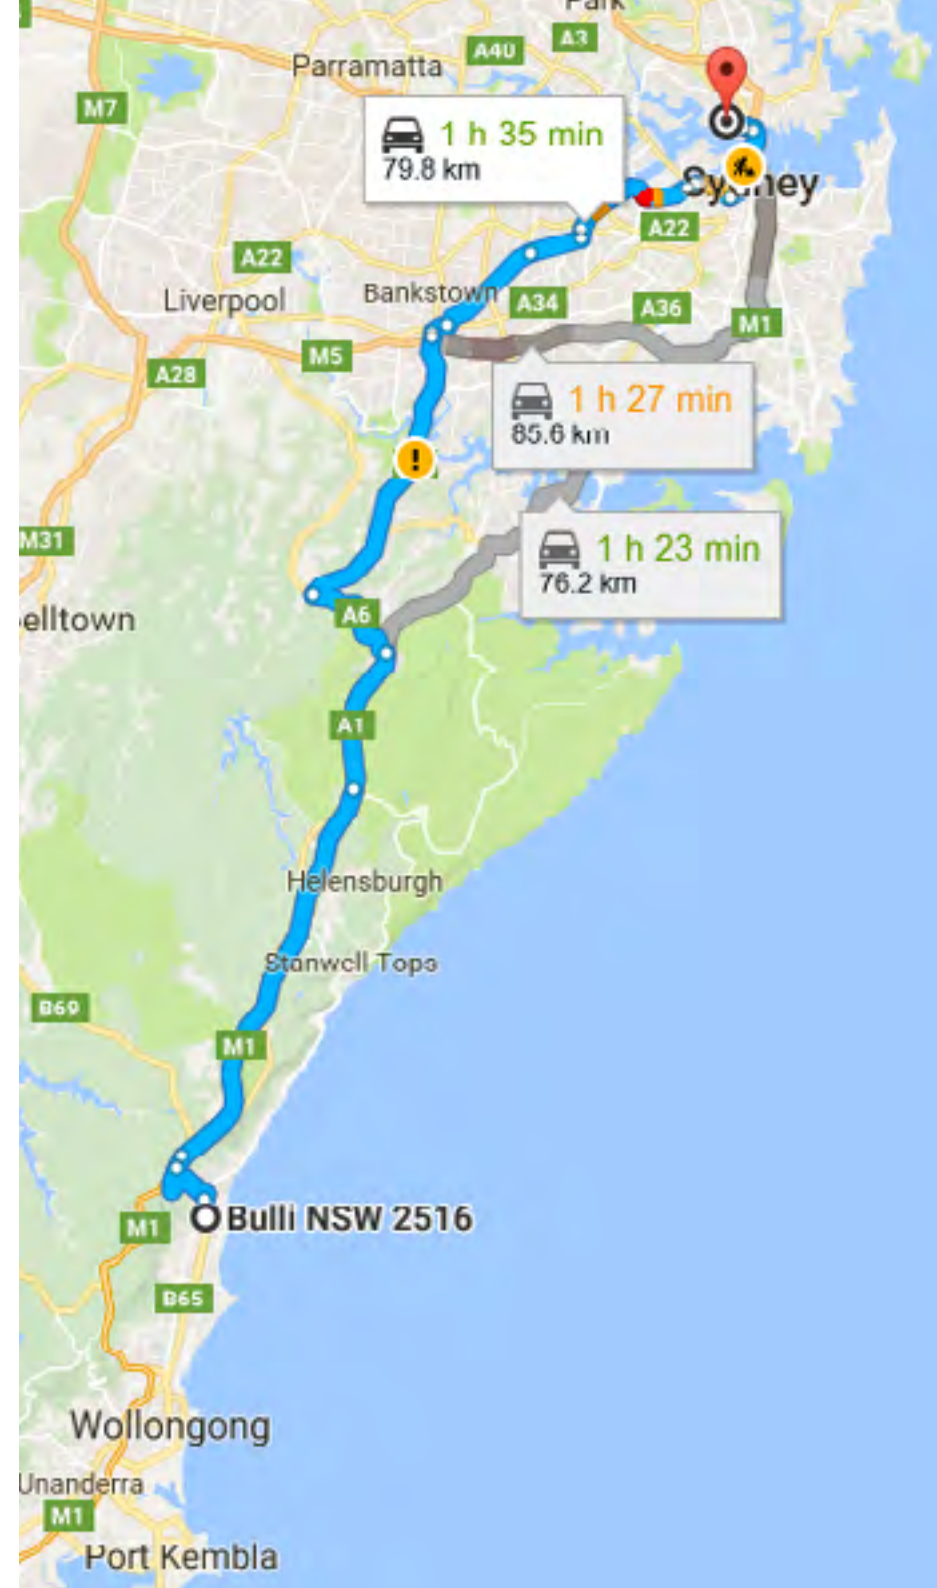 Park
A3
A40
Parramatta
M7
1 h 35 min
79.8 km
Sydney
A22
A22
Liverpool
Bankstown
A34
A36
M1
M5
A28
1 h 27 min
85.6 km
M31
1 h 23 min
76.2 km
elltown
A6
A1
Helensburgh
Stanwell Tops
B69
M1
Bulli NSW 2516
M1
B65
Wollongong
Unanderra
M1
Port Kembla